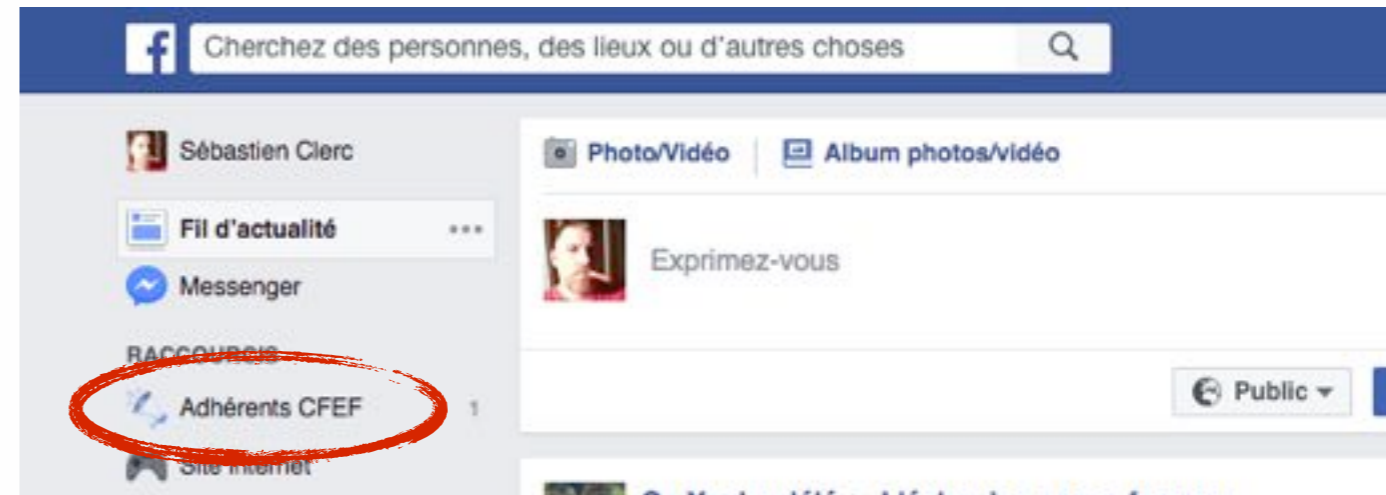 f
Cherchez des personnes, des lieux ou d'autres choses
Sébastien Clerc
Fil d'actualité
Messenger
RACCOURCIS
Adhérents CFEF 1
Site Internet
Photo/Vidéo
Album photos/vidéo
Exprimez-vous
Public